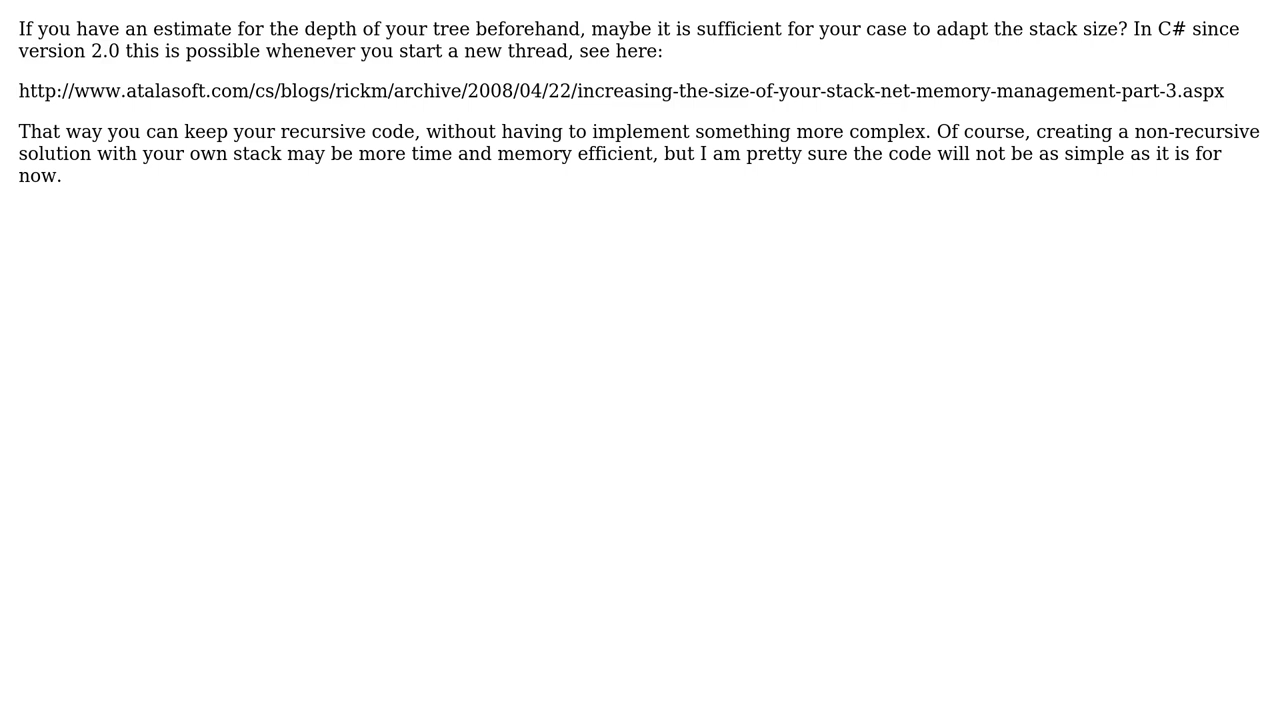 If you have an estimate for the depth of your tree beforehand, maybe it is sufficient for your case to adapt the stack size? In C# since
version 2.0 this is possible whenever you start a new thread, see here:
http://www.atalasoft.com/cs/blogs/rickm/archive/2008/04/22/increasing-the-size-of-your-stack-net-memory-management-part-3.aspx
That way you can keep your recursive code, without having to implement something more complex. Of course, creating a non-recursive
solution with your own stack may be more time and memory efficient, but I am pretty sure the code will not be as simple as it is for
now.